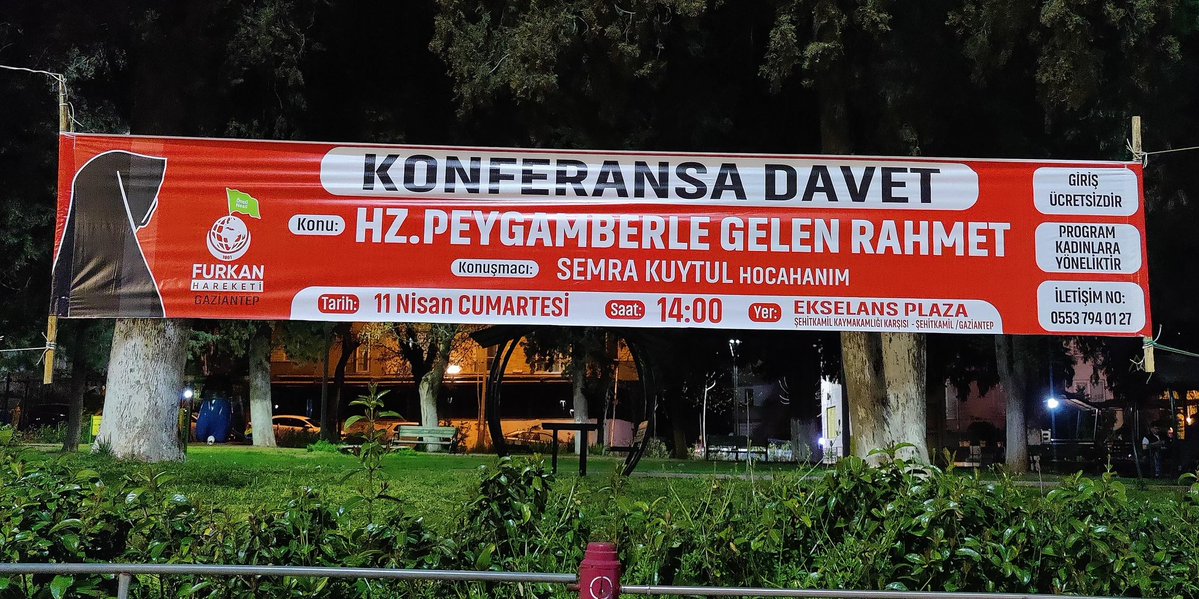 KONFERANSA DAVET
Konu: HZ.PEYGAMBERLE GELEN RAHMET
Konuşmacı: SEMRA KUYTUL HOCAHANIM
Tarih: 11 Nisan CUMARTESİ Saat: 14:00 Yer: EKSELANS PLAZA
ŞEHİTKAMİL KAYMAKAMLIĞI KARŞISI - ŞEHİTKAMİL / GAZİANTEP
Öncü
Nesil
FURKAN
HAREKETİ
GAZİANTEP
GİRİŞ
ÜCRETSİZDİR
PROGRAM
KADINLARA
YÖNELİKTİR
İLETİŞİM NO:
0553 794 01 27